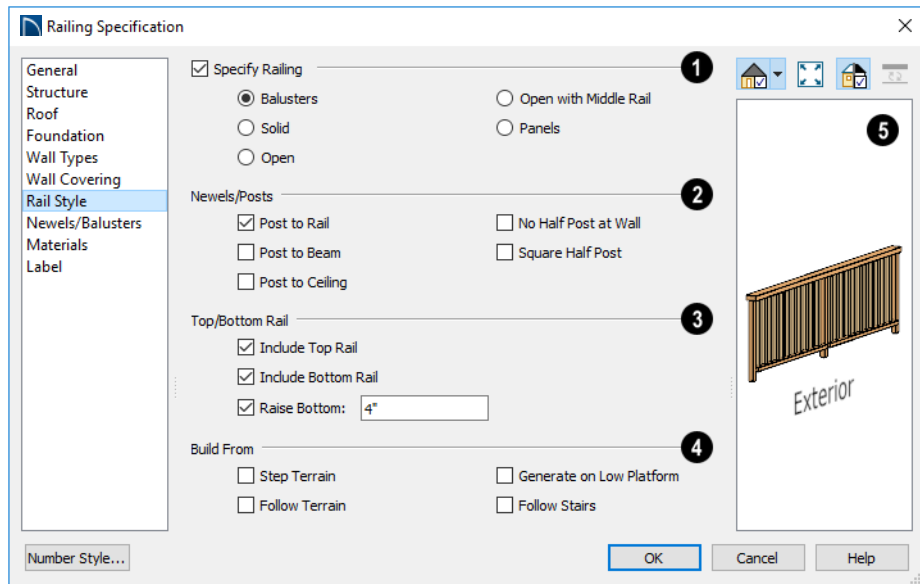 Railing Specification
General
Structure
Roof
Foundation
Wall Types
Wall Covering
Rail Style
Newels/Balusters
Materials
Label
Specify Railing 1
Balusters Open with Middle Rail
Solid Panels
Open
Newels/Posts 2
Post to Rail No Half Post at Wall
Post to Beam Square Half Post
Post to Ceiling
Top/Bottom Rail 3
Include Top Rail
Include Bottom Rail
Raise Bottom: 4"
Build From 4
Step Terrain Generate on Low Platform
Follow Terrain Follow Stairs
5
Exterior
Number Style... OK Cancel Help